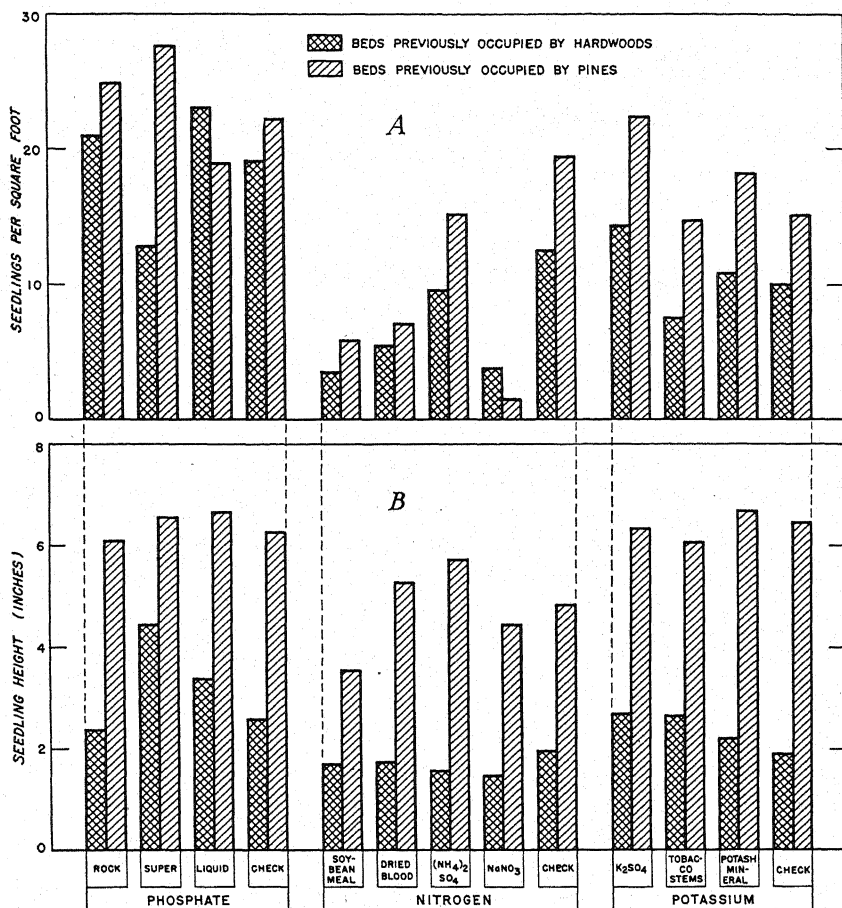 30
20
10
0
SEEDLINGS PER SQUARE FOOT
BEDS PREVIOUSLY OCCUPIED BY HARDWOODS
BEDS PREVIOUSLY OCCUPIED BY PINES
A
8
6
4
2
0
SEEDLING HEIGHT (INCHES)
B
ROCK
SUPER
LIQUID
CHECK
SOY-
BEAN
MEAL
DRIED
BLOOD
(NH₄)₂
SO₄
NaNO₃
CHECK
K₂SO₄
TOBAC-
CO
STEMS
POTASH
MIN-
ERAL
CHECK
PHOSPHATE
NITROGEN
POTASSIUM